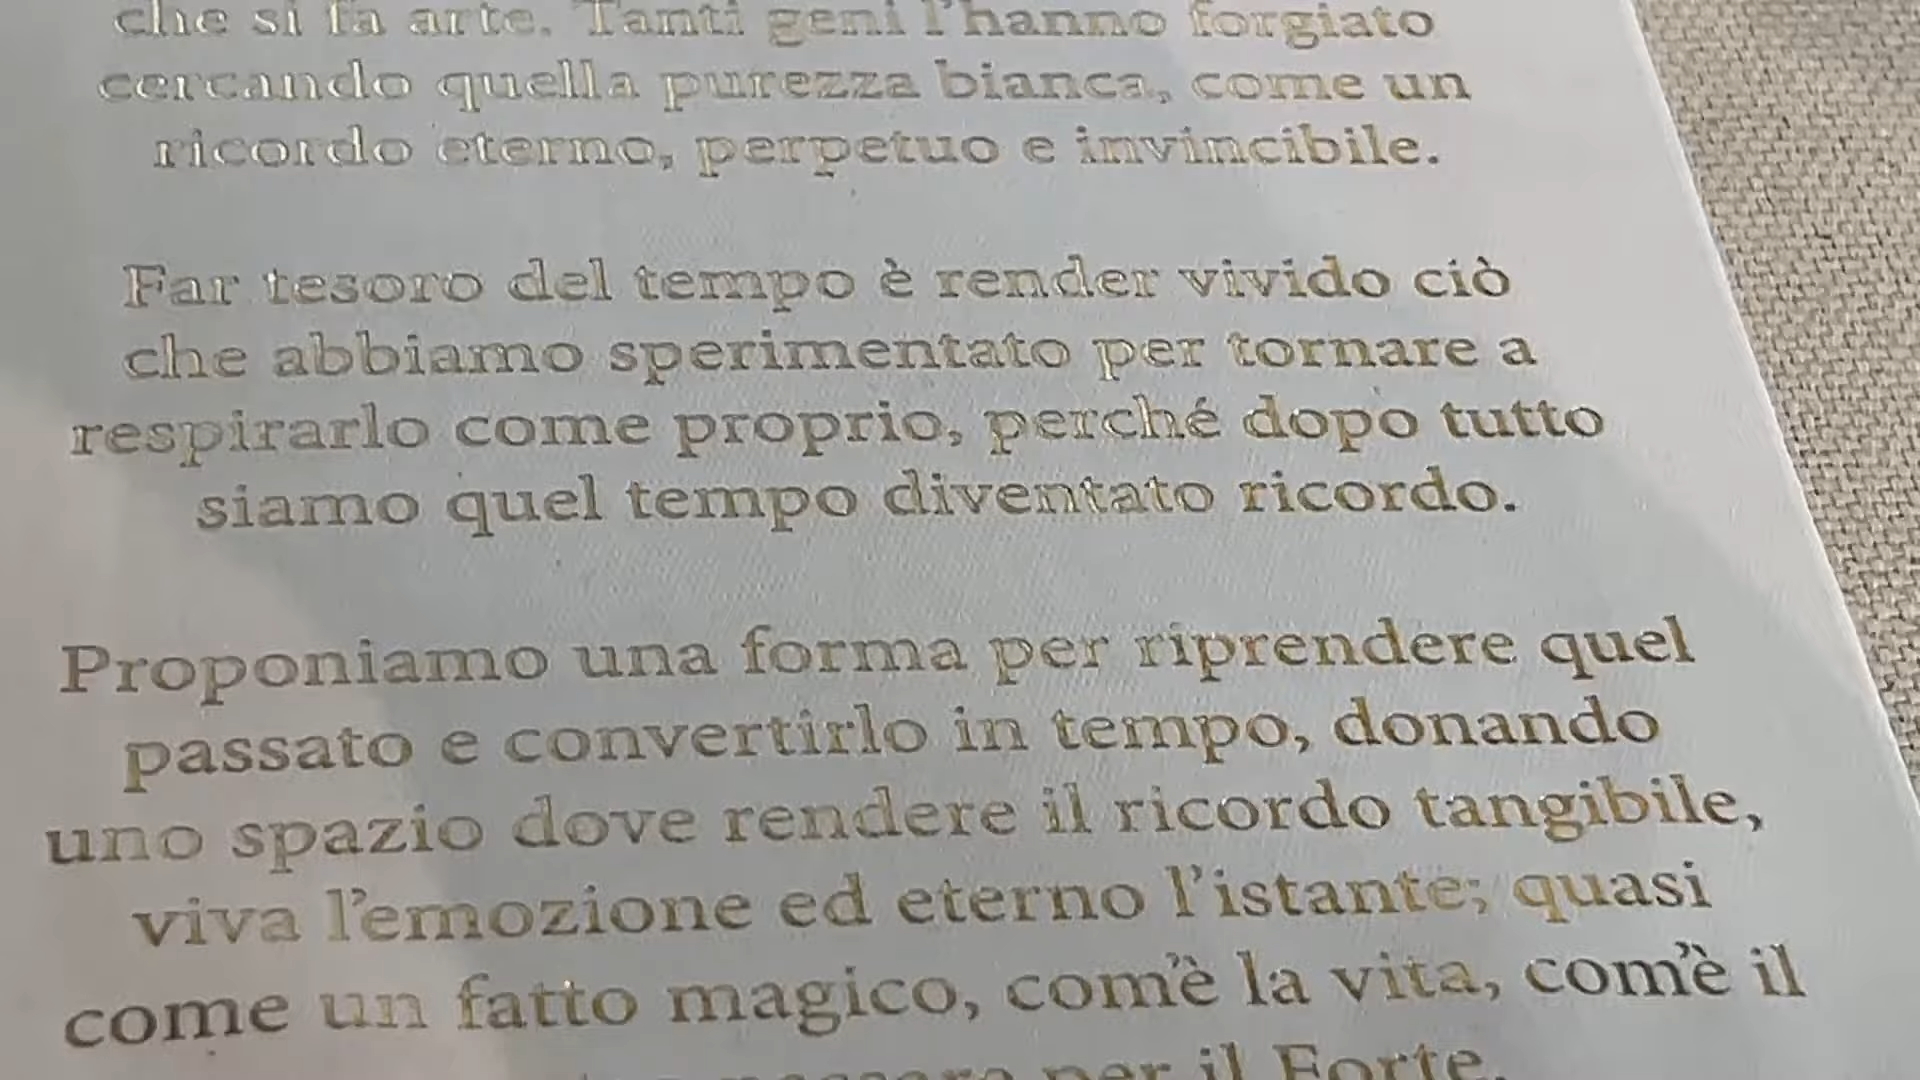 che si fa arte. Tanti geni l'hanno forgiato
cercando quella purezza bianca, come un
ricordo eterno, perpetuo e invincibile.
Far tesoro del tempo è render vivido ciò
che abbiamo sperimentato per tornare a
respirarlo come proprio, perché dopo tutto
siamo quel tempo diventato ricordo.
Proponiamo una forma per riprendere quel
passato e convertirlo in tempo, donando
uno spazio dove rendere il ricordo tangibile,
viva l'emozione ed eterno l'istante; quasi
come un fatto magico, com'è la vita, com'è il
per il Forte.